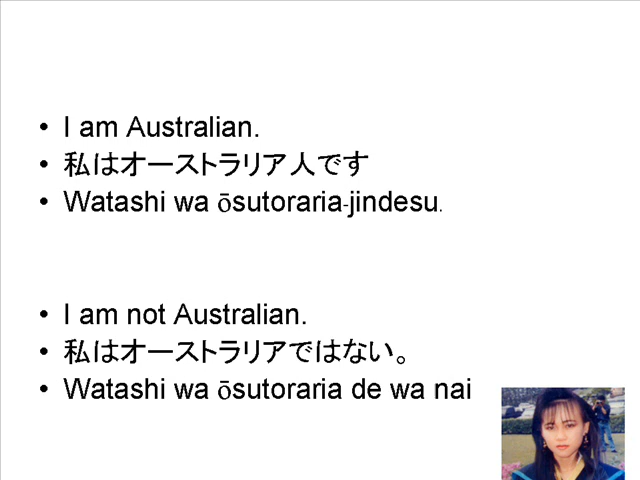 • I am Australian.
• 私はオーストラリア人です
• Watashi wa ōsutoraria-jindesu.
• I am not Australian.
• 私はオーストラリアではない。
• Watashi wa ōsutoraria de wa nai